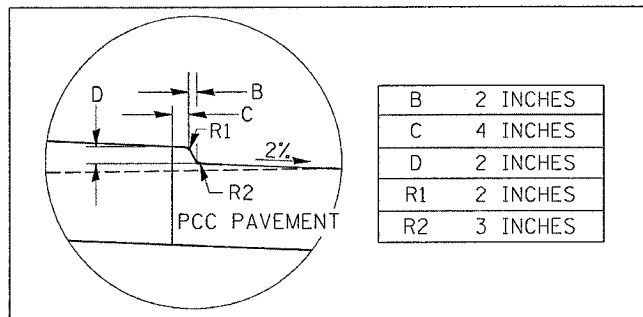 B
D
C
R1
2%
R2
PCC PAVEMENT
B 2 INCHES
C 4 INCHES
D 2 INCHES
R1 2 INCHES
R2 3 INCHES